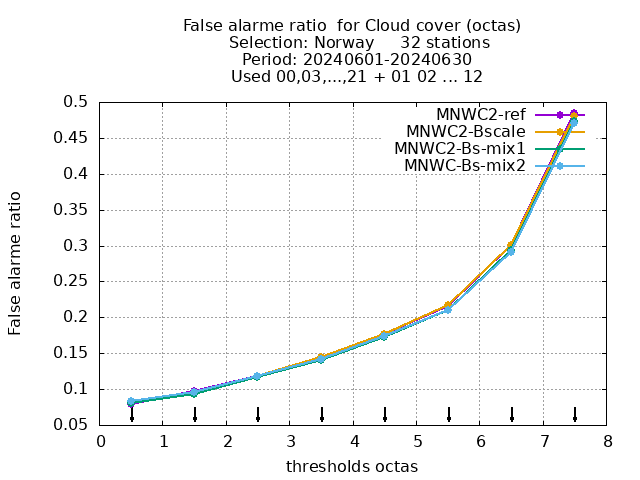 False alarme ratio  for Cloud cover (octas)
Selection: Norway     32 stations
Period: 20240601-20240630
Used 00,03,...,21 + 01 02 ... 12
MNWC2-ref
MNWC2-Bscale
MNWC2-Bs-mix1
MNWC-Bs-mix2
False alarme ratio
0.5
0.45
0.4
0.35
0.3
0.25
0.2
0.15
0.1
0.05
0 1 2 3 4 5 6 7 8
thresholds octas